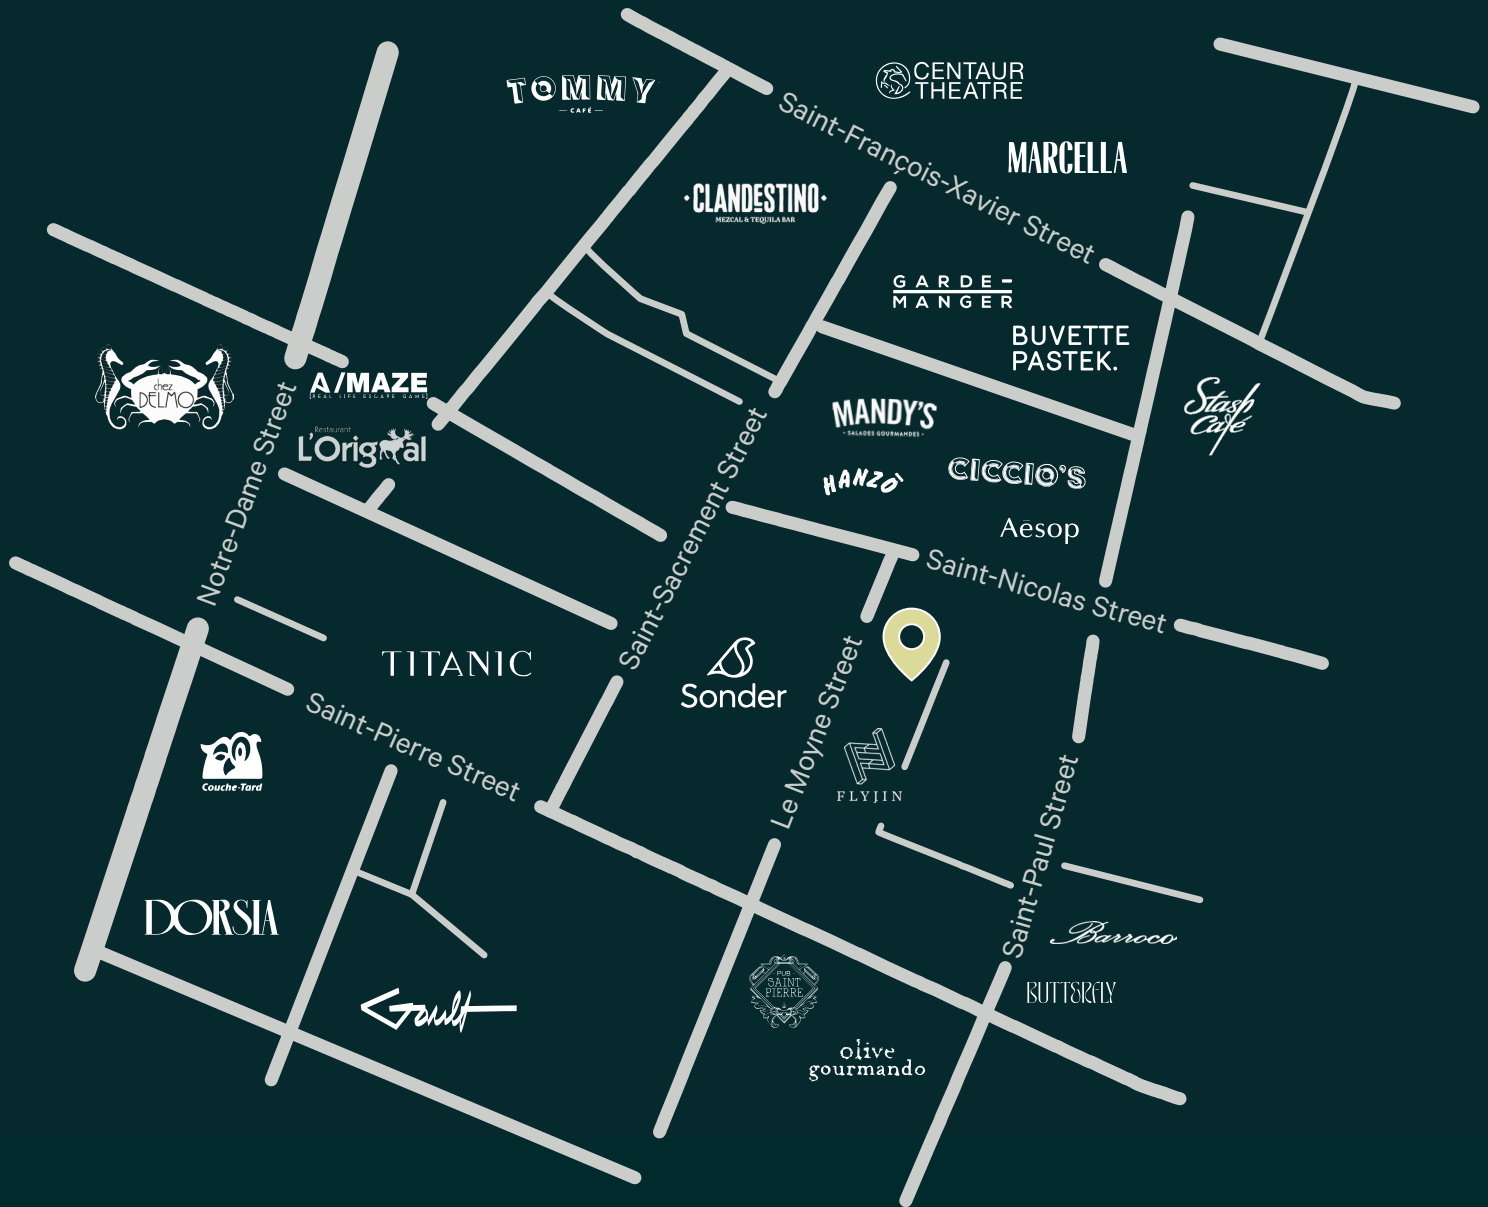 TOMMY
— CAFÉ —
CENTAUR
THEATRE
Saint-François-Xavier Street
MARCELLA
CLANDESTINO
MEZCAL & TEQUILA BAR
GARDE-
MANGER
BUVETTE
PASTEK.
chez
DELMO
A/MAZE
[REAL LIFE ESCAPE GAME]
Restaurant
L'Orignal
Notre-Dame Street
Stash
Café
MANDY'S
• SALADES GOURMANDES •
HANZŌ
CICCIO'S
Aēsop
Saint-Sacrement Street
Saint-Nicolas Street
TITANIC
Sonder
Le Moyne Street
Saint-Pierre Street
Couche-Tard
FLYJIN
Saint-Paul Street
DORSIA
Barroco
BUTTERFLY
Gault
PUB
SAINT
PIERRE
olive
gourmando